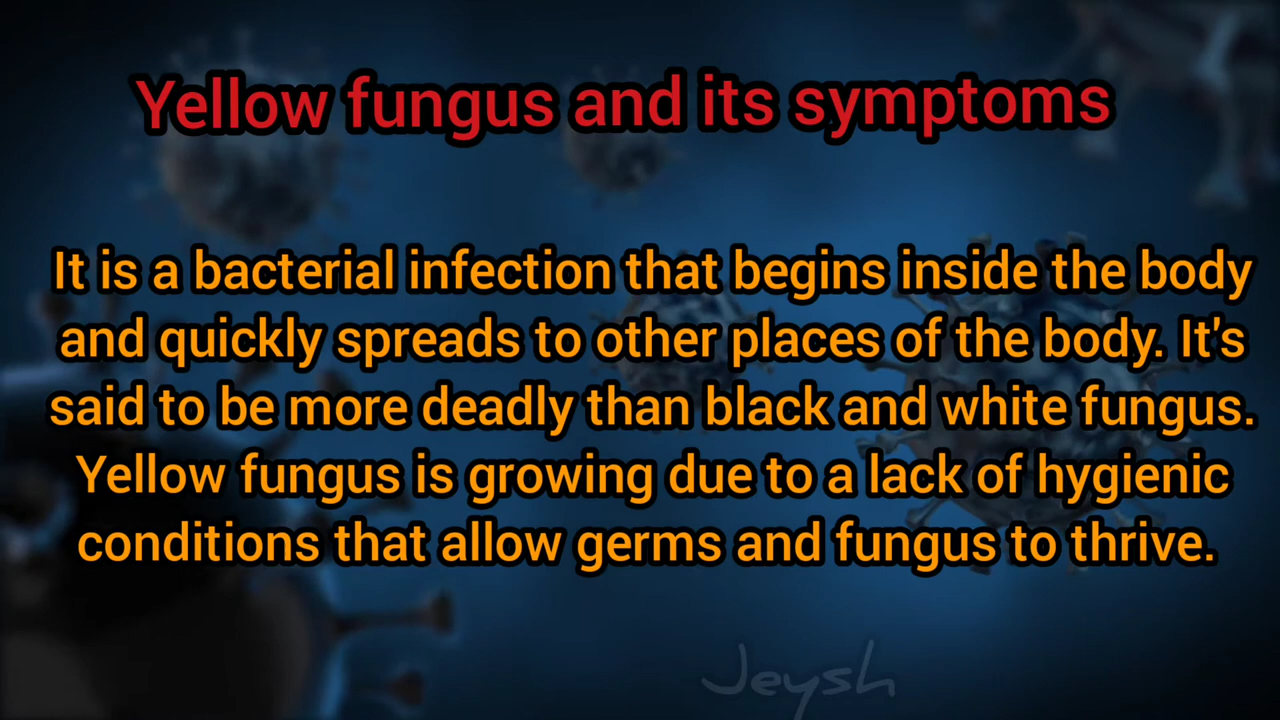 Yellow fungus and its symptoms
It is a bacterial infection that begins inside the body
and quickly spreads to other places of the body. It's
said to be more deadly than black and white fungus.
Yellow fungus is growing due to a lack of hygienic
conditions that allow germs and fungus to thrive.
Jeysh